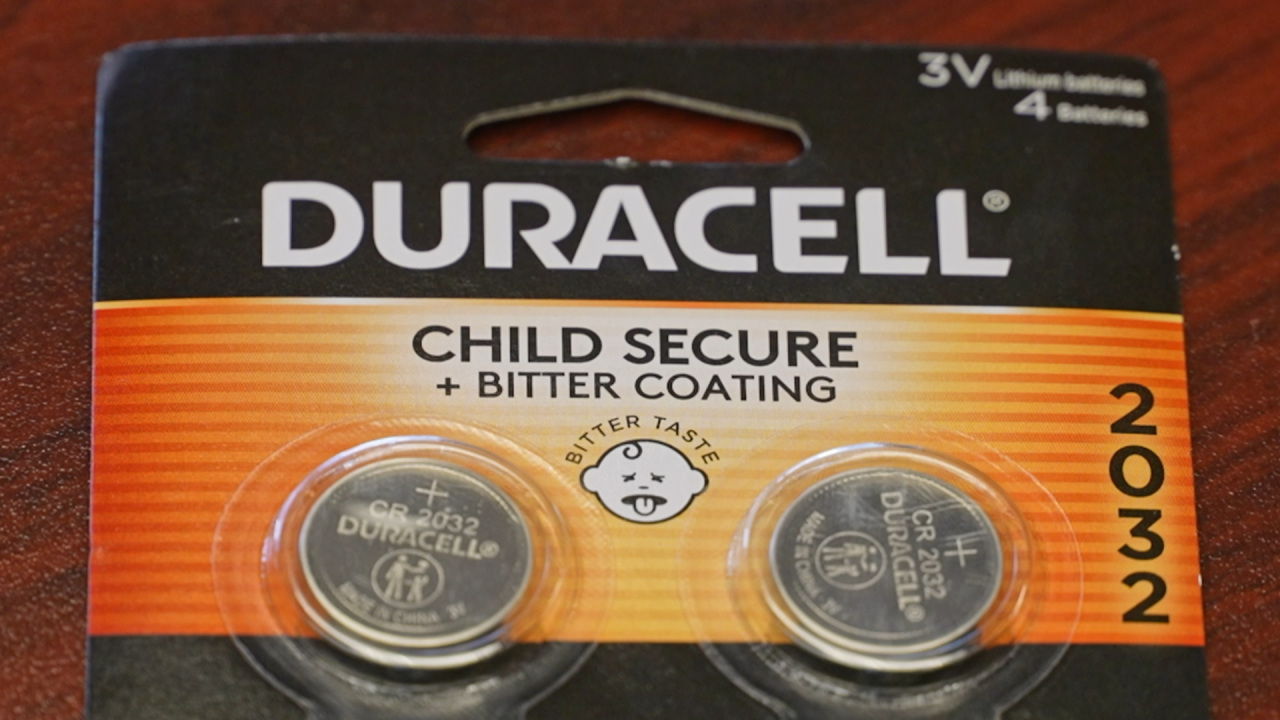 3V Lithium batteries
4 Batteries
DURACELL®
CHILD SECURE
+ BITTER COATING
BITTER TASTE
2032
+
CR 2032
DURACELL®
MADE IN CHINA 3V
+
CR 2032
DURACELL®
MADE IN CHINA 3V